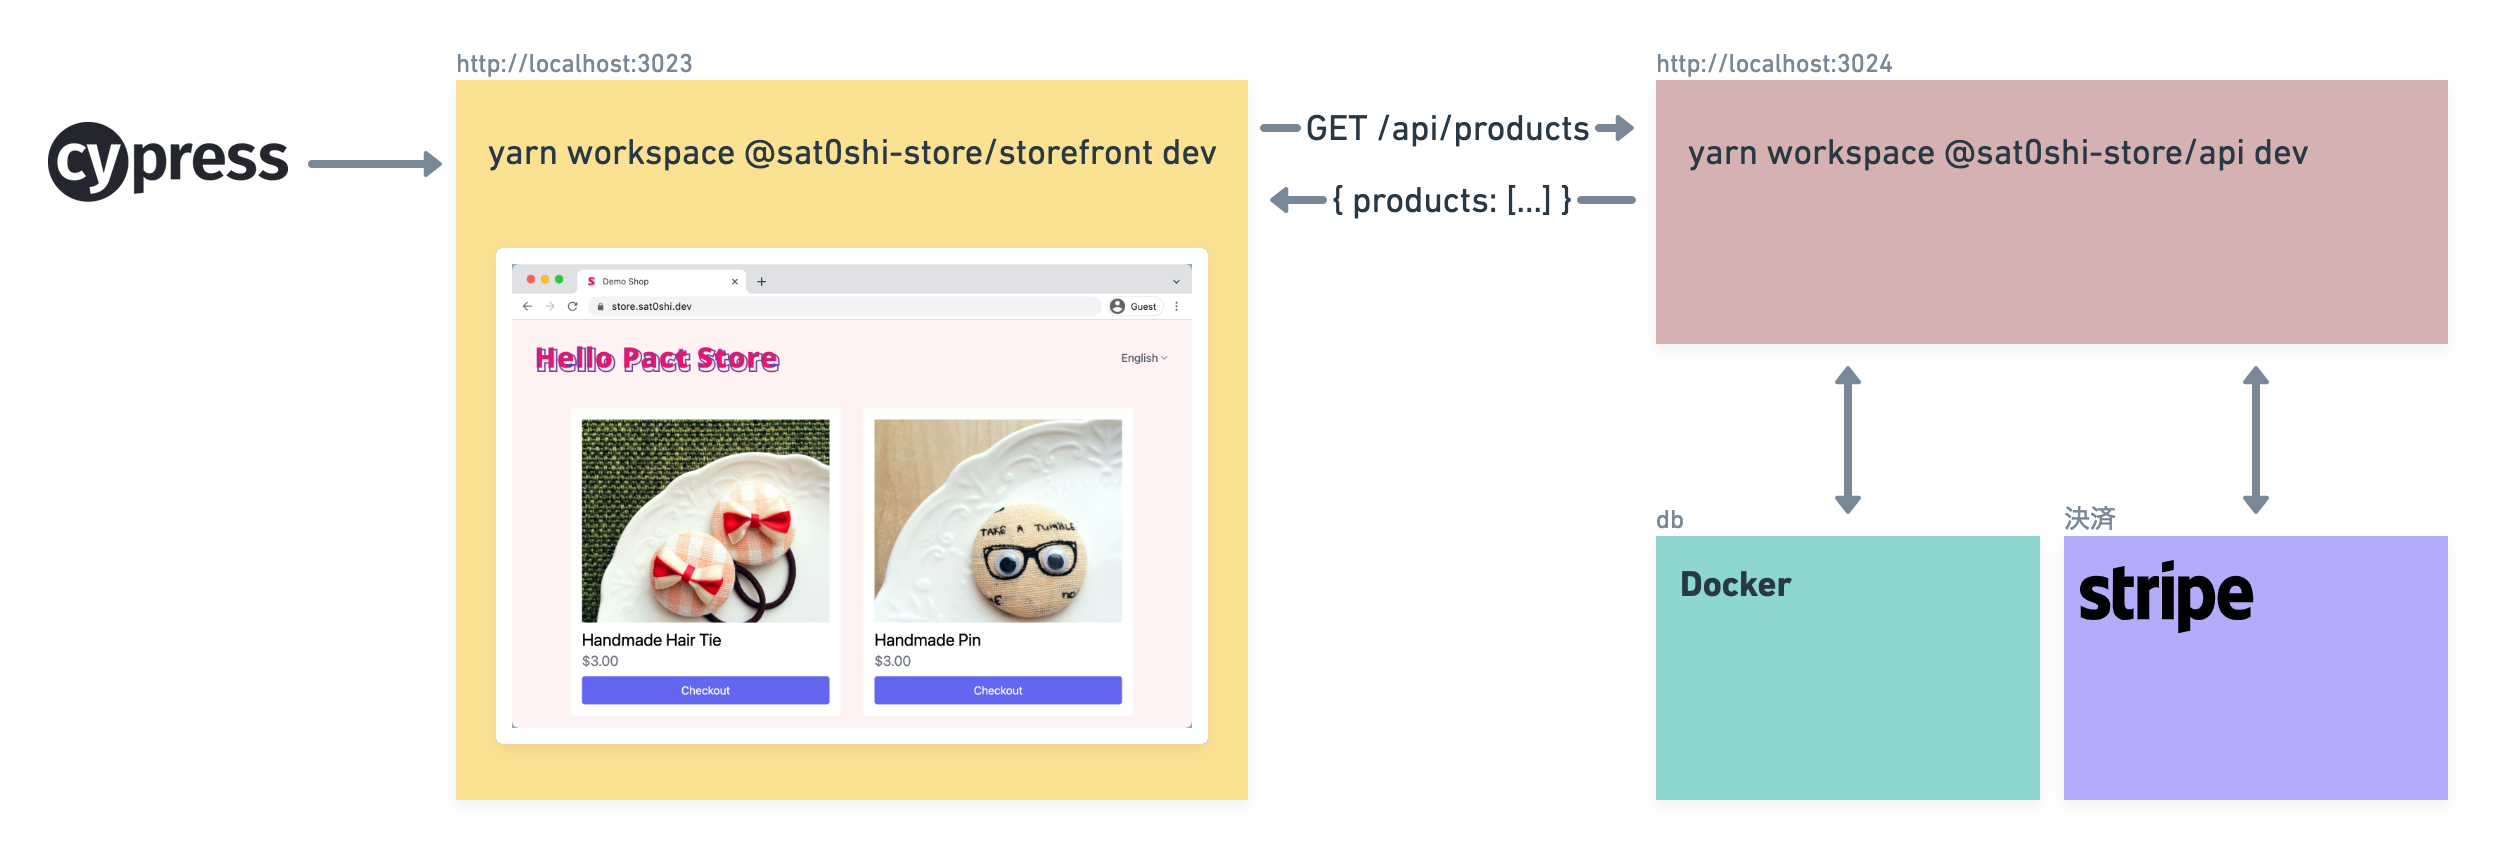 cypress
http://localhost:3023
yarn workspace @sat0shi-store/storefront dev
Demo Shop
store.sat0shi.dev
Guest
Hello Pact Store
English
TAKE A TUMBLE
NO
Handmade Hair Tie
$3.00
Checkout
Handmade Pin
$3.00
Checkout
GET /api/products
{ products: [...] }
http://localhost:3024
yarn workspace @sat0shi-store/api dev
db
Docker
決済
stripe